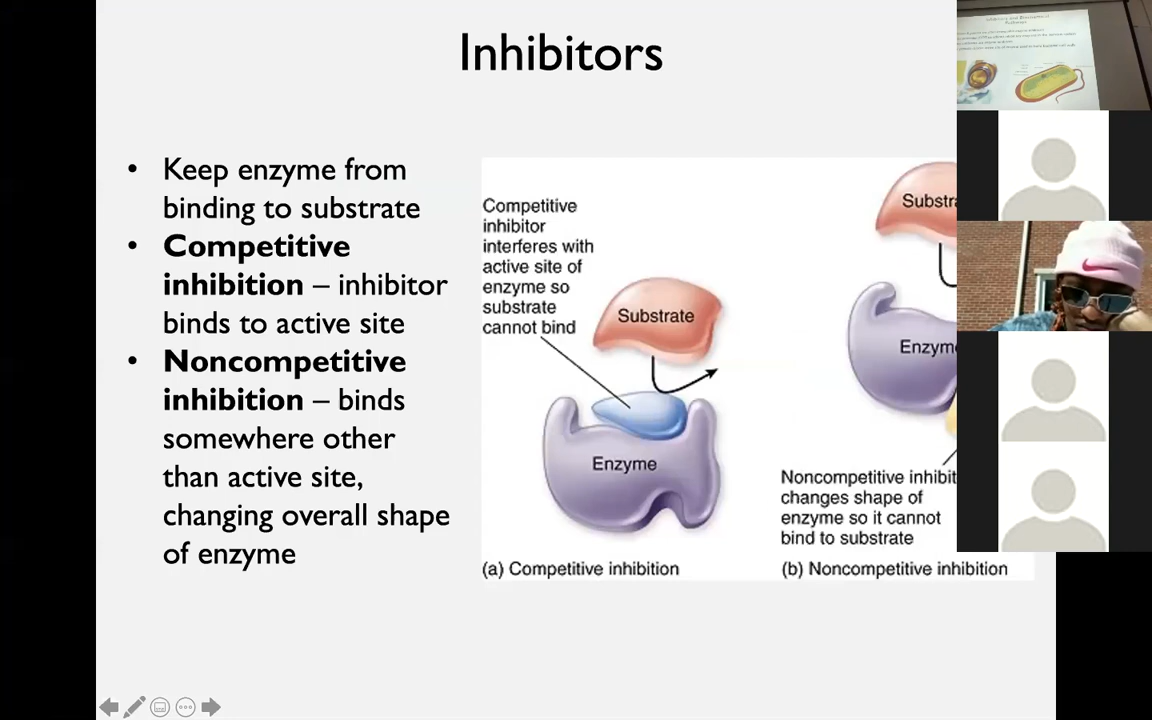 Inhibitors
• Keep enzyme from
binding to substrate
• Competitive
inhibition – inhibitor
binds to active site
• Noncompetitive
inhibition – binds
somewhere other
than active site,
changing overall shape
of enzyme
Competitive
inhibitor
interferes with
active site of
enzyme so
substrate
cannot bind
Substrate
Enzyme
(a) Competitive inhibition
Substr
Enzym
Noncompetitive inhibit
changes shape of
enzyme so it cannot
bind to substrate
(b) Noncompetitive inhibition